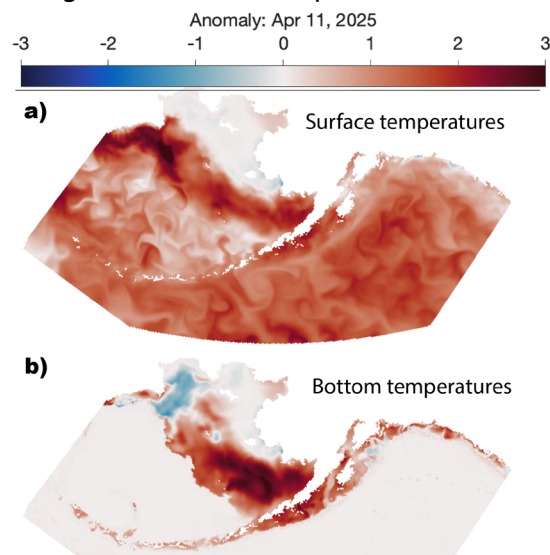 Anomaly: Apr 11, 2025
-3 -2 -1 0 1 2 3
a)
Surface temperatures
b)
Bottom temperatures